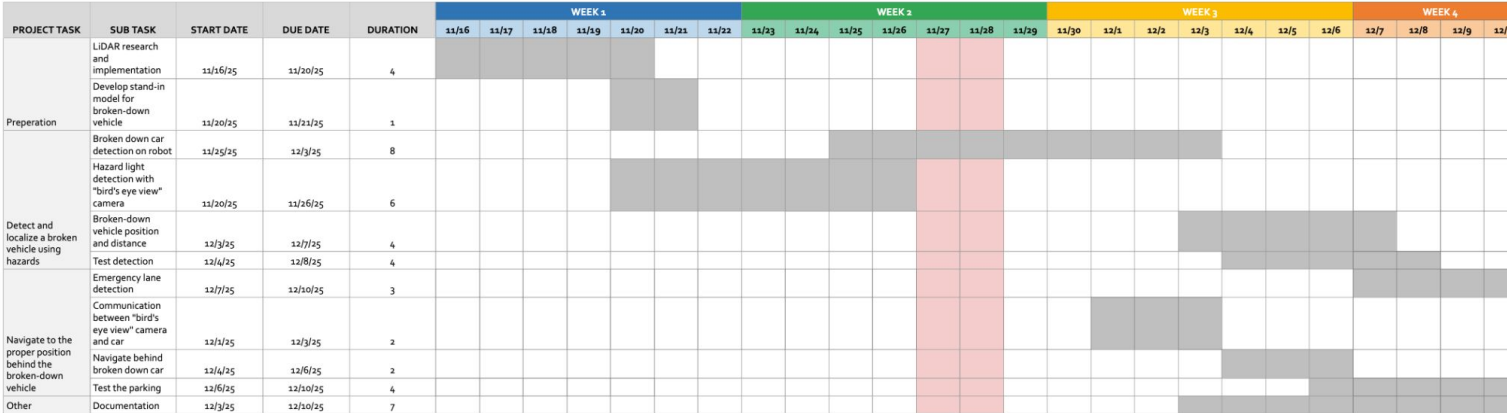 WEEK 1 WEEK 2 WEEK 3 WEEK 4
PROJECT TASK SUB TASK START DATE DUE DATE DURATION 11/16 11/17 11/18 11/19 11/20 11/21 11/22 11/23 11/24 11/25 11/26 11/27 11/28 11/29 11/30 12/1 12/2 12/3 12/4 12/5 12/6 12/7 12/8 12/9
LiDAR research
and
implementation 11/16/25 11/20/25 4
Develop stand-in
model for
broken-down
Preperation vehicle 11/20/25 11/21/25 1
Broken down car
detection on robot 11/25/25 12/3/25 8
Hazard light
detection with
"bird's eye view"
camera 11/20/25 11/26/25 6
Detect and
localize a broken
vehicle using
hazards
Broken-down
vehicle position
and distance 12/3/25 12/7/25 4
Test detection 12/4/25 12/8/25 4
Emergency lane
detection 12/7/25 12/10/25 3
Communication
between "bird's
eye view" camera
and car 12/1/25 12/3/25 2
Navigate to the
proper position
behind the
broken-down
vehicle
Navigate behind
broken down car 12/4/25 12/6/25 2
Test the parking 12/6/25 12/10/25 4
Other Documentation 12/3/25 12/10/25 7